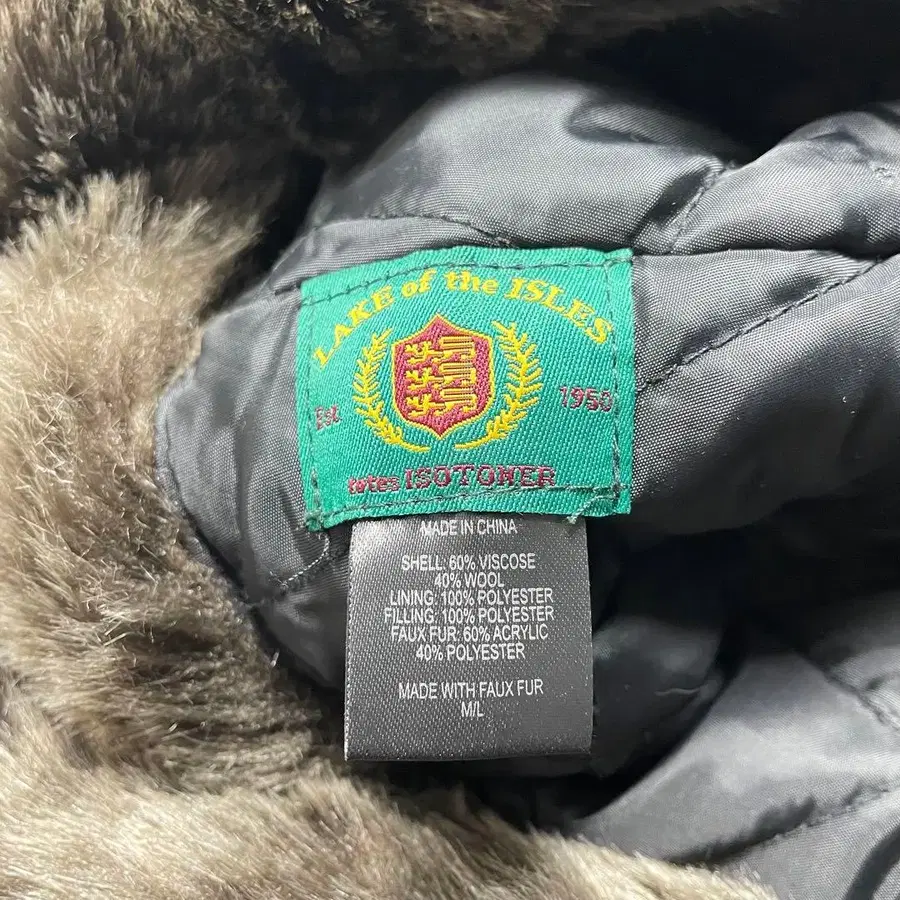 LAKE of the ISLES
Est. 1950
totes ISOTONER
MADE IN CHINA
SHELL: 60% VISCOSE
40% WOOL
LINING: 100% POLYESTER
FILLING: 100% POLYESTER
FAUX FUR: 60% ACRYLIC
40% POLYESTER
MADE WITH FAUX FUR
M/L